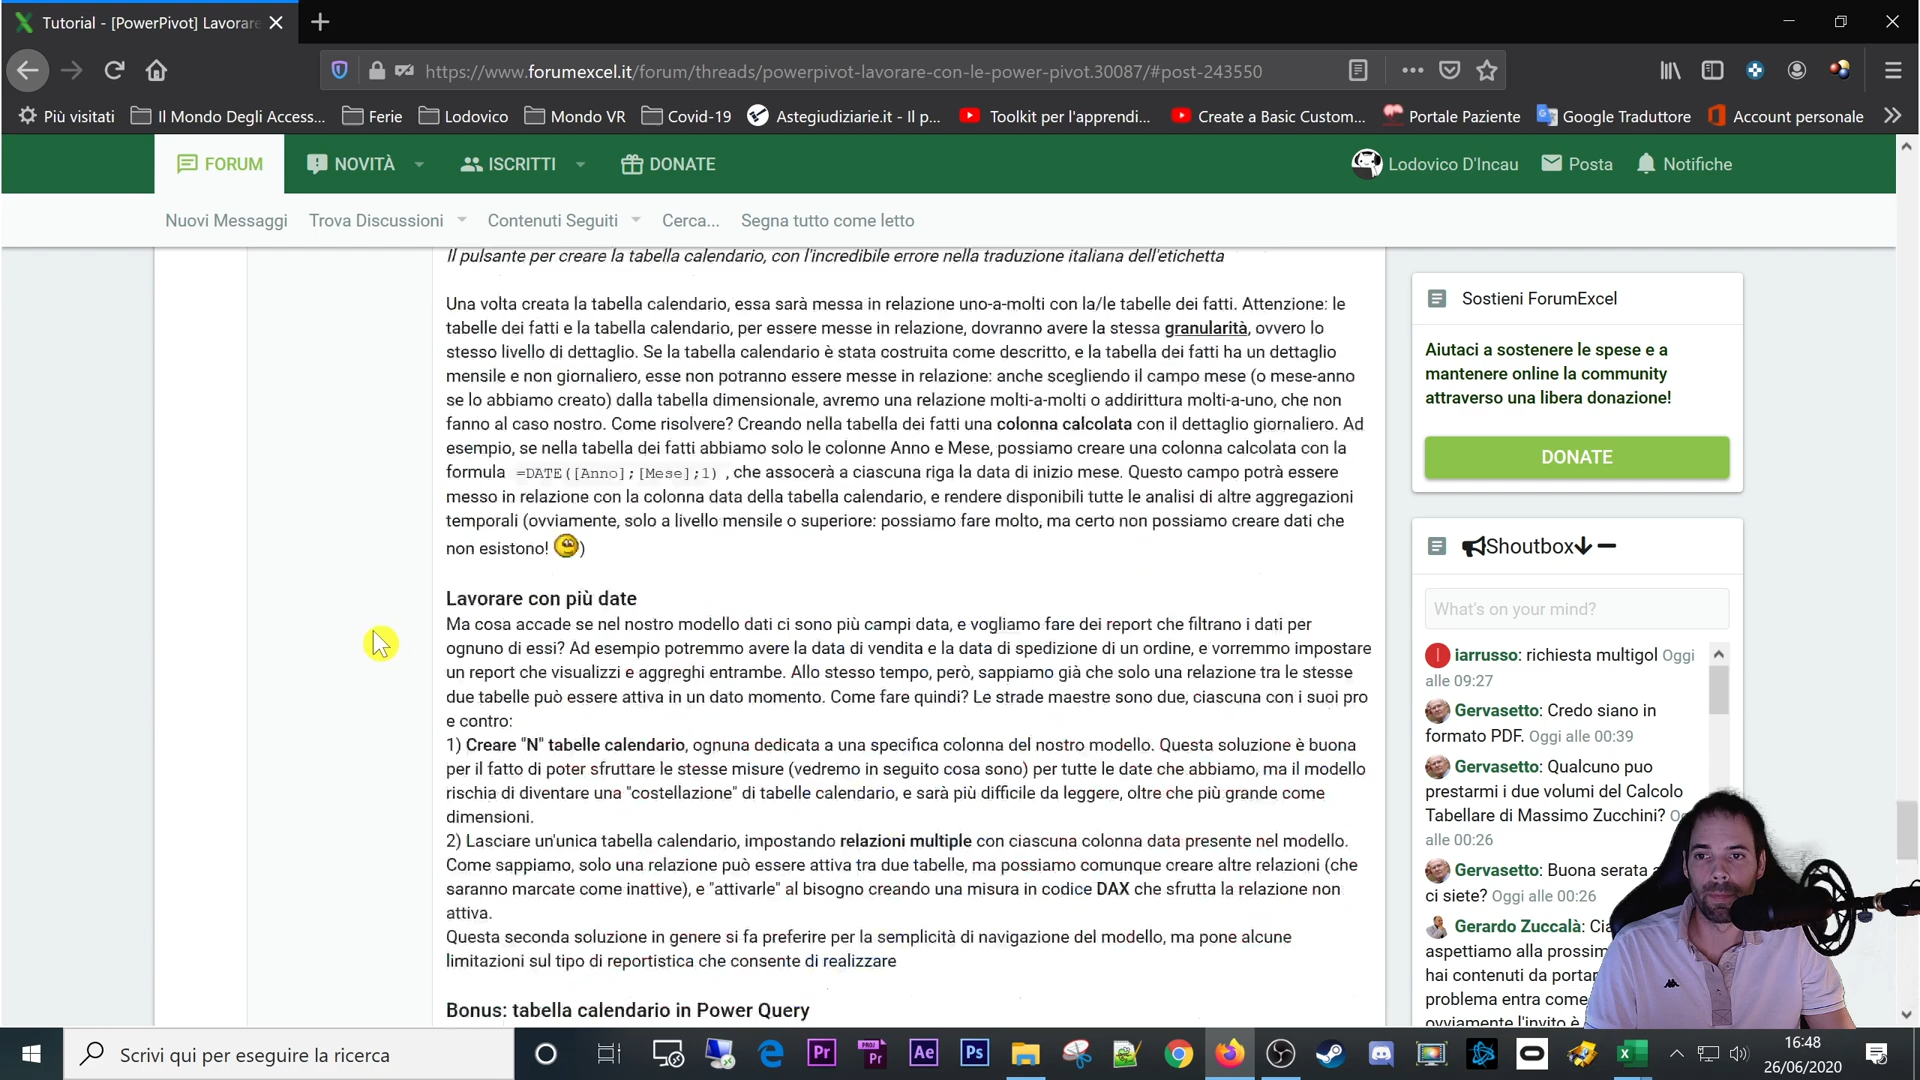 Tutorial - [PowerPivot] Lavorare
https://www.forumexcel.it/forum/threads/powerpivot-lavorare-con-le-power-pivot.30087/#post-243550
Più visitati Il Mondo Degli Access... Ferie Lodovico Mondo VR Covid-19 Astegiudiziarie.it - Il p... Toolkit per l'apprendi... Create a Basic Custom... Portale Paziente Google Traduttore Account personale
FORUM NOVITÀ ISCRITTI DONATE Lodovico D'Incau Posta Notifiche
Nuovi Messaggi Trova Discussioni Contenuti Seguiti Cerca... Segna tutto come letto
Il pulsante per creare la tabella calendario, con l'incredibile errore nella traduzione italiana dell'etichetta
Una volta creata la tabella calendario, essa sarà messa in relazione uno-a-molti con la/le tabelle dei fatti. Attenzione: le
tabelle dei fatti e la tabella calendario, per essere messe in relazione, dovranno avere la stessa granularità, ovvero lo
stesso livello di dettaglio. Se la tabella calendario è stata costruita come descritto, e la tabella dei fatti ha un dettaglio
mensile e non giornaliero, esse non potranno essere messe in relazione: anche scegliendo il campo mese (o mese-anno
se lo abbiamo creato) dalla tabella dimensionale, avremo una relazione molti-a-molti o addirittura molti-a-uno, che non
fanno al caso nostro. Come risolvere? Creando nella tabella dei fatti una colonna calcolata con il dettaglio giornaliero. Ad
esempio, se nella tabella dei fatti abbiamo solo le colonne Anno e Mese, possiamo creare una colonna calcolata con la
formula =DATE([Anno];[Mese];1) , che assocerà a ciascuna riga la data di inizio mese. Questo campo potrà essere
messo in relazione con la colonna data della tabella calendario, e rendere disponibili tutte le analisi di altre aggregazioni
temporali (ovviamente, solo a livello mensile o superiore: possiamo fare molto, ma certo non possiamo creare dati che
non esistono! )
Lavorare con più date
Ma cosa accade se nel nostro modello dati ci sono più campi data, e vogliamo fare dei report che filtrano i dati per
ognuno di essi? Ad esempio potremmo avere la data di vendita e la data di spedizione di un ordine, e vorremmo impostare
un report che visualizzi e aggreghi entrambe. Allo stesso tempo, però, sappiamo già che solo una relazione tra le stesse
due tabelle può essere attiva in un dato momento. Come fare quindi? Le strade maestre sono due, ciascuna con i suoi pro
e contro:
1) Creare "N" tabelle calendario, ognuna dedicata a una specifica colonna del nostro modello. Questa soluzione è buona
per il fatto di poter sfruttare le stesse misure (vedremo in seguito cosa sono) per tutte le date che abbiamo, ma il modello
rischia di diventare una "costellazione" di tabelle calendario, e sarà più difficile da leggere, oltre che più grande come
dimensioni.
2) Lasciare un'unica tabella calendario, impostando relazioni multiple con ciascuna colonna data presente nel modello.
Come sappiamo, solo una relazione può essere attiva tra due tabelle, ma possiamo comunque creare altre relazioni (che
saranno marcate come inattive), e "attivarle" al bisogno creando una misura in codice DAX che sfrutta la relazione non
attiva.
Questa seconda soluzione in genere si fa preferire per la semplicità di navigazione del modello, ma pone alcune
limitazioni sul tipo di reportistica che consente di realizzare
Bonus: tabella calendario in Power Query
Sostieni ForumExcel
Aiutaci a sostenere le spese e a
mantenere online la community
attraverso una libera donazione!
DONATE
Shoutbox
What's on your mind?
iarrusso: richiesta multigol Oggi
alle 09:27
Gervasetto: Credo siano in
formato PDF. Oggi alle 00:39
Gervasetto: Qualcuno puo
prestarmi i due volumi del Calcolo
Tabellare di Massimo Zucchini?
alle 00:26
Gervasetto: Buona serata
ci siete? Oggi alle 00:26
Gerardo Zuccalà:
aspettiamo alla
hai contenuti da
problema entra come
ovviamente l'invito è
Scrivi qui per eseguire la ricerca
Pr
PROJ
Pr
Ae
Ps
16:48
26/06/2020